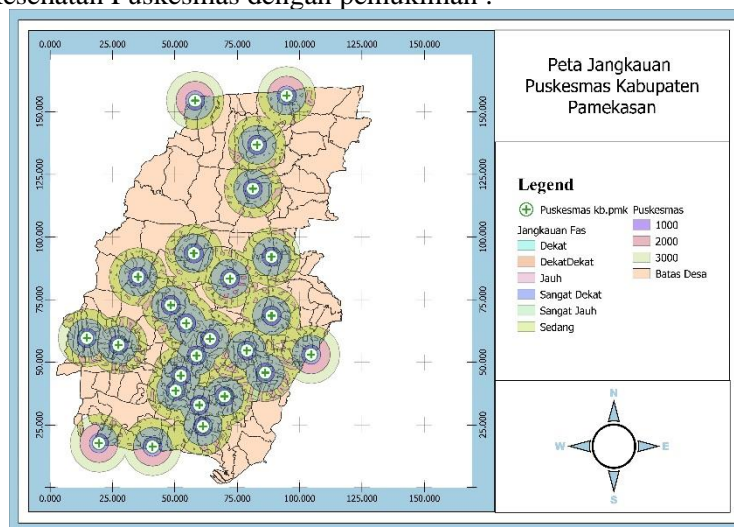 esehatan Puskesmas dengan pemukiman :
0.000 25.000 50.000 75.000 100.000 125.000 150.000
150.000
125.000
100.000
75.000
50.000
25.000
150.000
125.000
100.000
75.000
50.000
25.000
0.000 25.000 50.000 75.000 100.000 125.000 150.000
Peta Jangkauan
Puskesmas Kabupaten
Pamekasan
Legend
Puskesmas kb.pmk
Jangkauan Fas
Dekat
DekatDekat
Jauh
Sangat Dekat
Sangat Jauh
Sedang
Puskesmas
1000
2000
3000
Batas Desa
N
W E
S